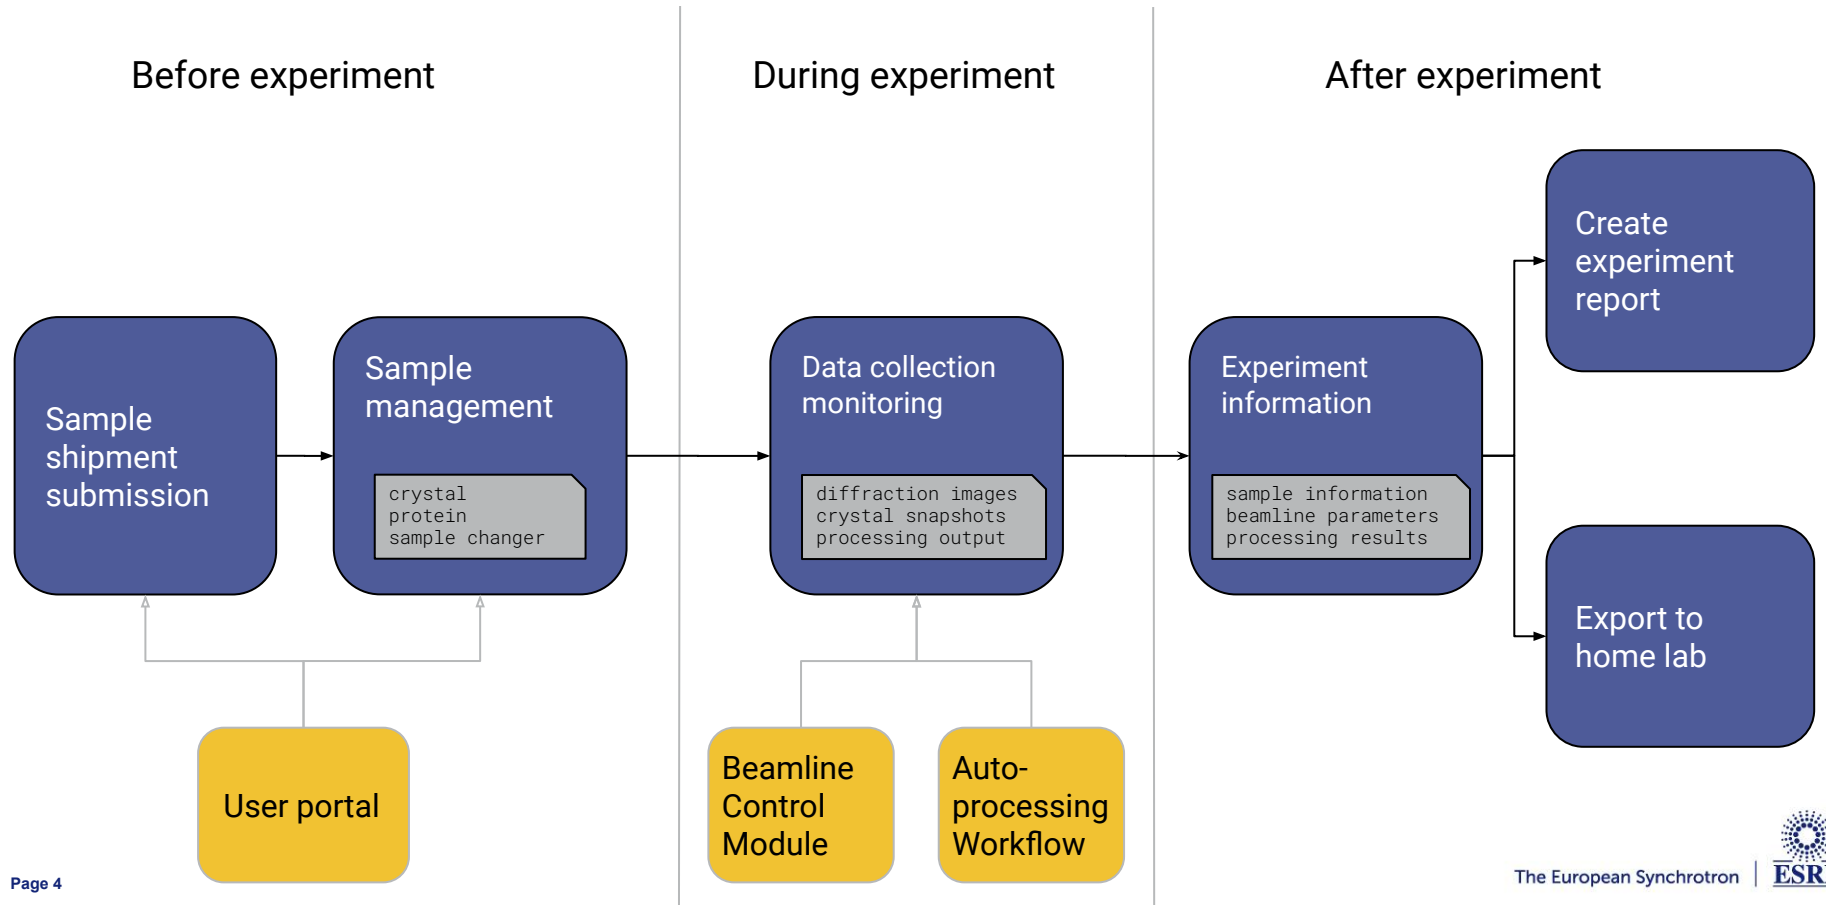 Before experiment
During experiment
After experiment
Sample
shipment
submission
Sample
management
crystal
protein
sample changer
Data collection
monitoring
diffraction images
crystal snapshots
processing output
Experiment
information
sample information
beamline parameters
processing results
Create
experiment
report
Export to
home lab
User portal
Beamline
Control
Module
Auto-
processing
Workflow
Page 4
The European Synchrotron
ESR